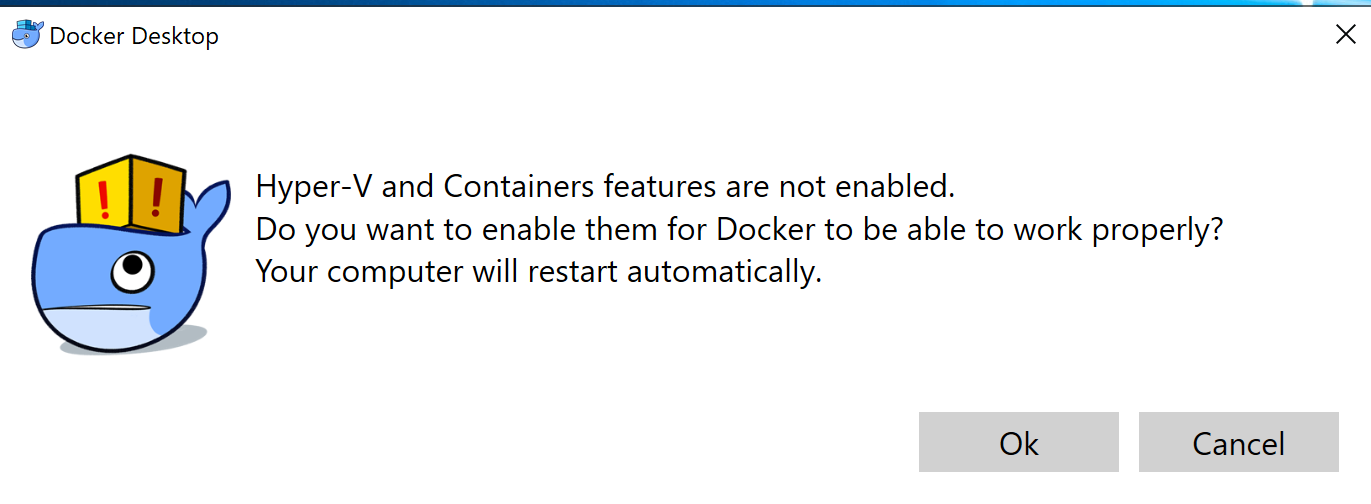 Docker Desktop
Hyper-V and Containers features are not enabled.
Do you want to enable them for Docker to be able to work properly?
Your computer will restart automatically.
Ok Cancel